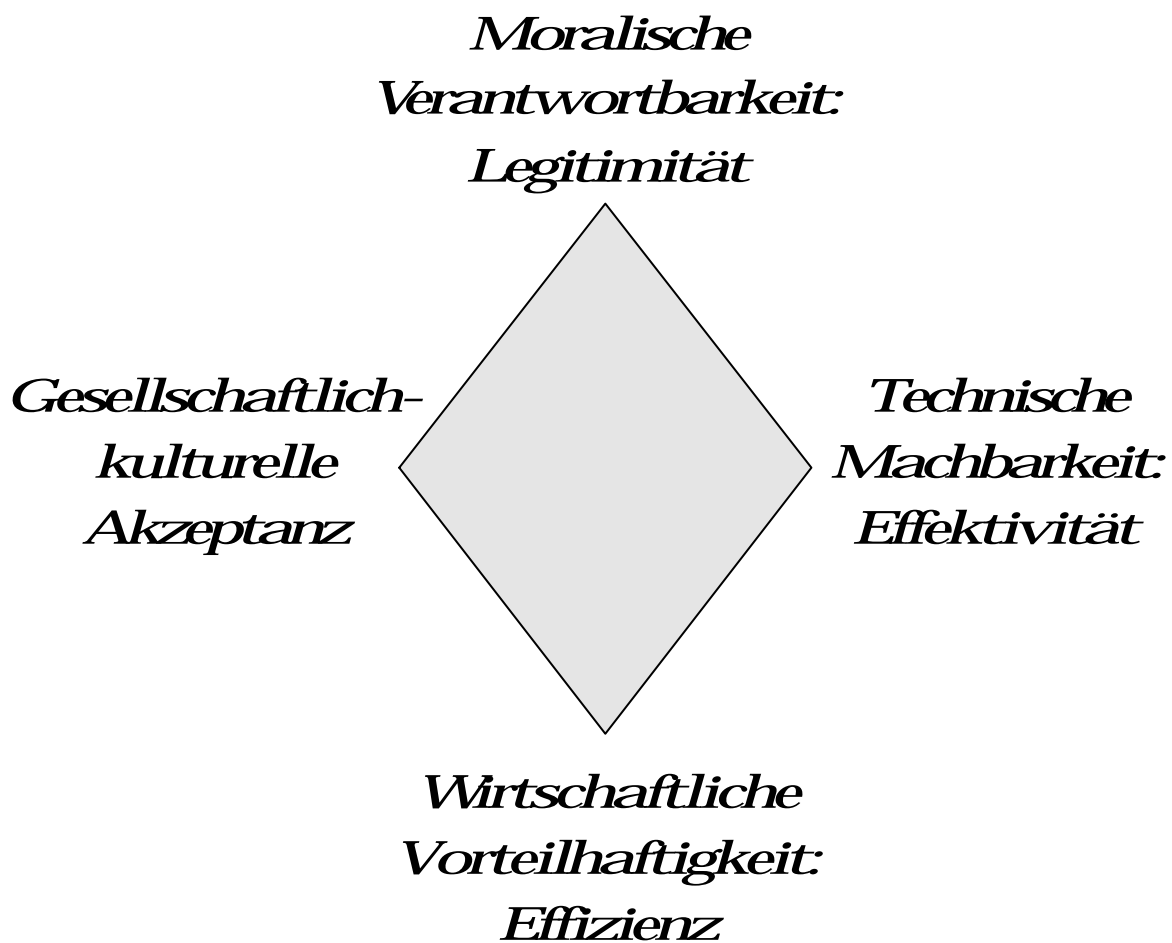 Moralische
Verantwortbarkeit:
Legitimität
Gesellschaftlich-
kulturelle
Akzeptanz
Technische
Machbarkeit:
Effektivität
Wirtschaftliche
Vorteilhaftigkeit:
Effizienz